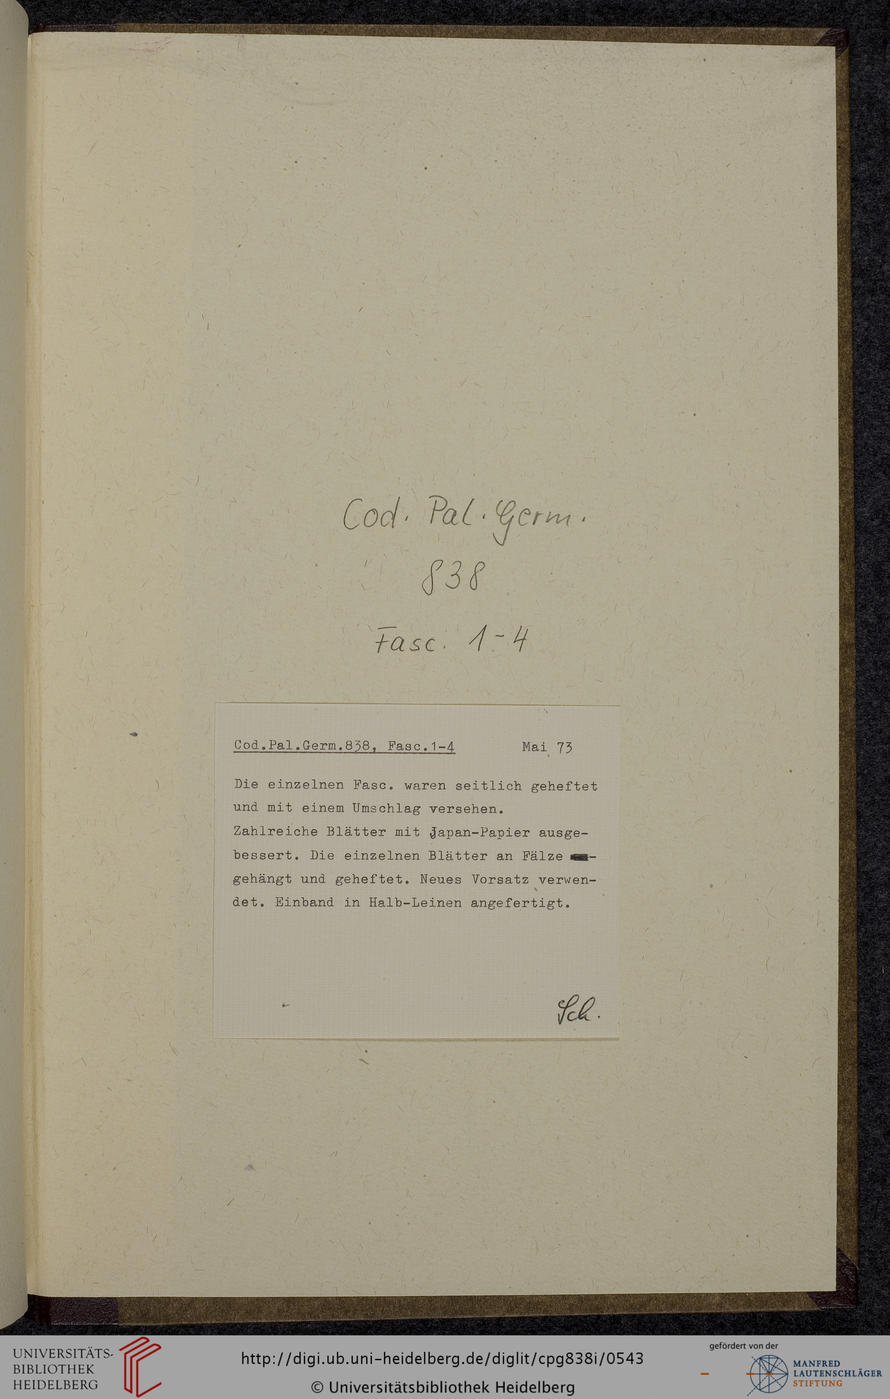 Cod. Pal. Germ.
838
Fasc. 1-4
Cod.Pal.Germ.838, Fasc.1-4 Mai 73
Die einzelnen Fasc. waren seitlich geheftet
und mit einem Umschlag versehen.
Zahlreiche Blätter mit Japan-Papier ausge-
bessert. Die einzelnen Blätter an Fälze -
gehängt und geheftet. Neues Vorsatz verwen-
det. Einband in Halb-Leinen angefertigt.
Sch.
UNIVERSITÄTS-
BIBLIOTHEK
HEIDELBERG
http://digi.ub.uni-heidelberg.de/diglit/cpg838i/0543
© Universitätsbibliothek Heidelberg
gefördert von der
MANFRED
LAUTENSCHLÄGER
STIFTUNG